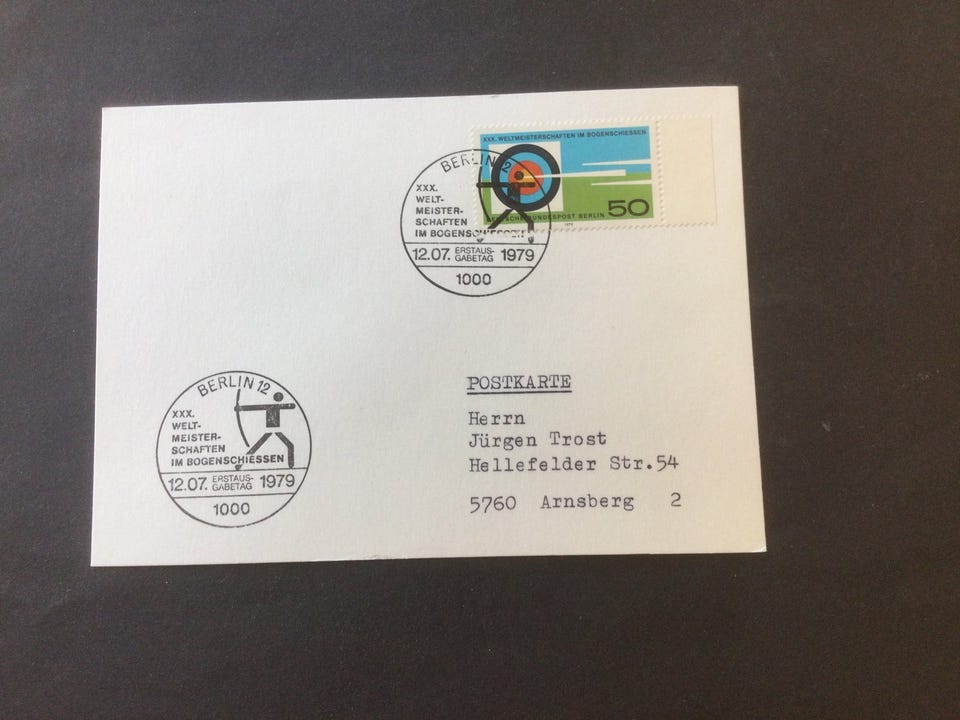 XXX. WELTMEISTERSCHAFTEN IM BOGENSCHIESSEN
DEUTSCHE BUNDESPOST BERLIN 50
1979
BERLIN 12
XXX.
WELT-
MEISTER-
SCHAFTEN
IM BOGENSCHIESSEN
12.07. ERSTAUS-
GABETAG 1979
1000
POSTKARTE
Herrn
Jürgen Trost
Hellefelder Str.54
5760 Arnsberg 2
BERLIN 12
XXX.
WELT-
MEISTER-
SCHAFTEN
IM BOGENSCHIESSEN
12.07. ERSTAUS-
GABETAG 1979
1000